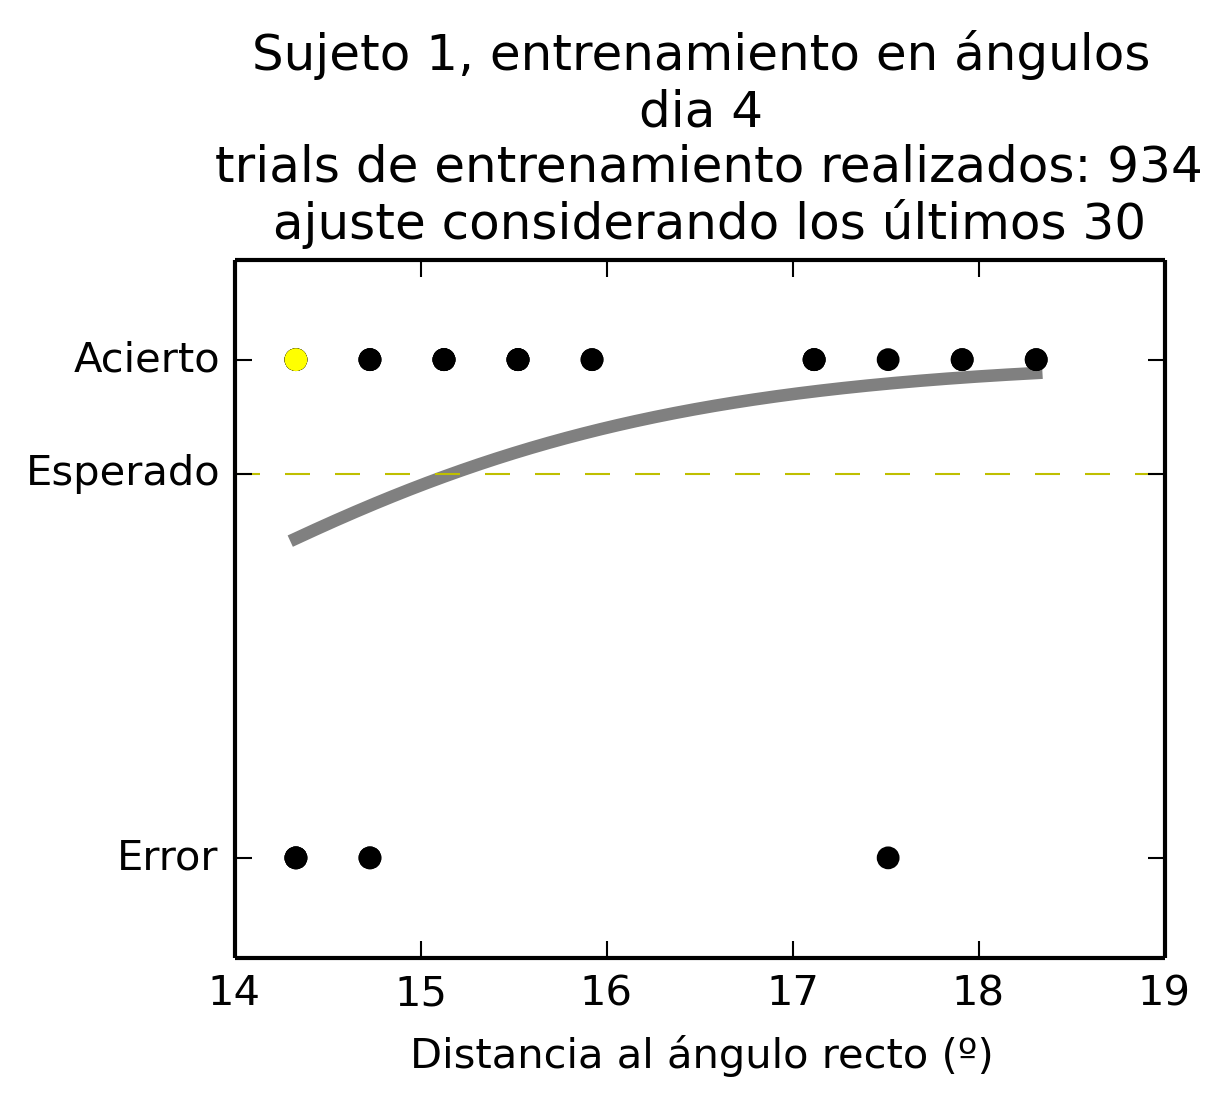 Sujeto 1, entrenamiento en ángulos
dia 4
trials de entrenamiento realizados: 934
ajuste considerando los últimos 30
Acierto
Esperado
Error
14 15 16 17 18 19
Distancia al ángulo recto (º)